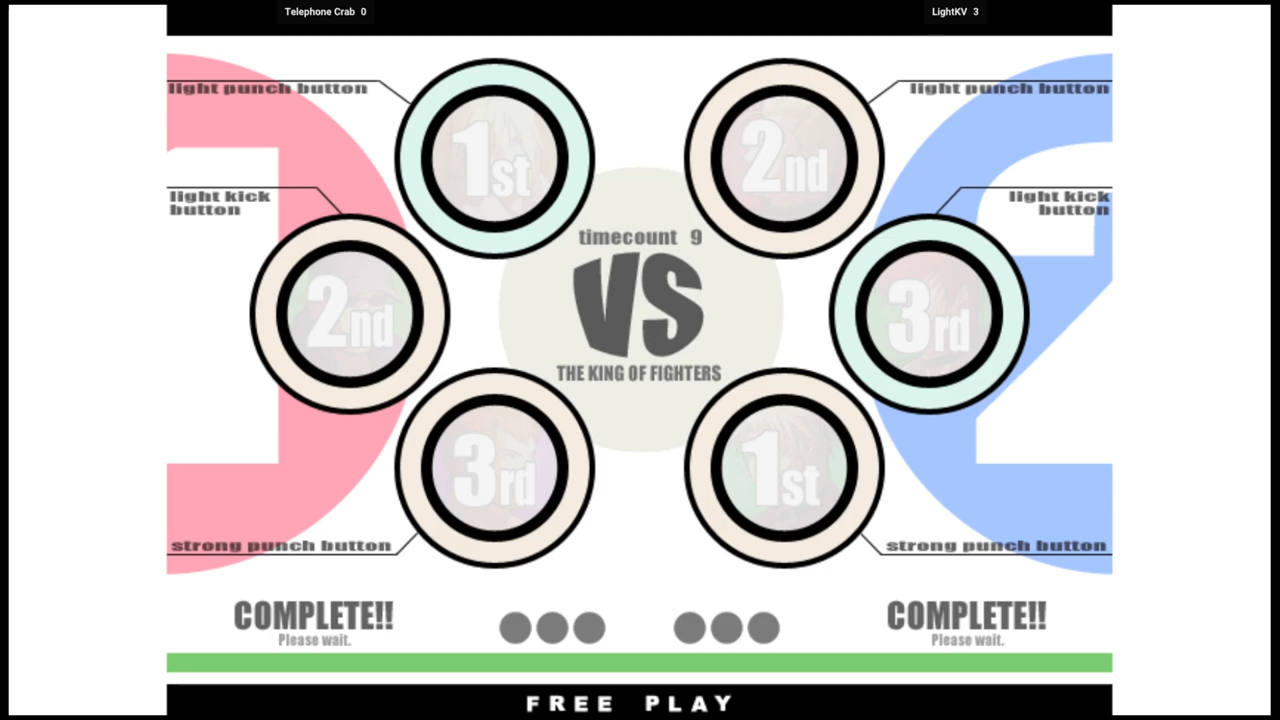 Telephone Crab 0
LightKV 3
light punch button
light punch button
1st
2nd
light kick
button
light kick
button
timecount 9
VS
THE KING OF FIGHTERS
2nd
3rd
3rd
1st
strong punch button
strong punch button
COMPLETE!!
Please wait.
COMPLETE!!
Please wait.
FREE PLAY